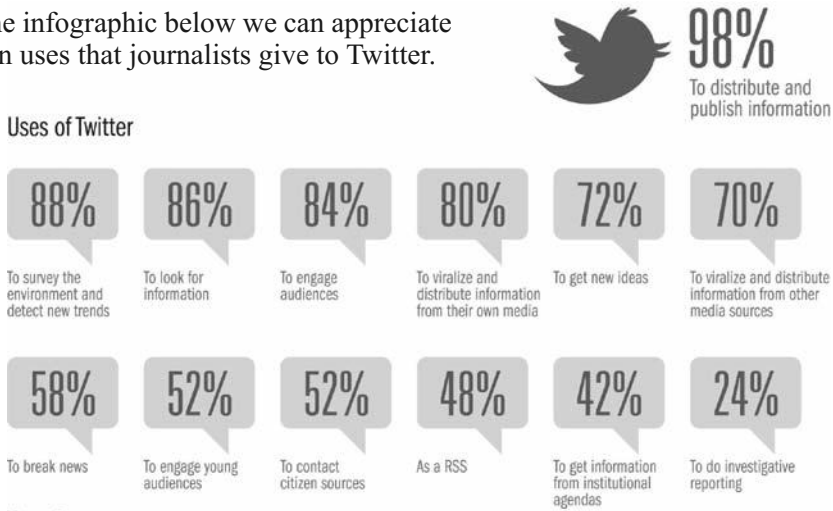 ne infographic below we can appreciate
n uses that journalists give to Twitter.
98%
To distribute and
publish information
Uses of Twitter
88%
To survey the
environment and
detect new trends
86%
To look for
information
84%
To engage
audiences
80%
To viralize and
distribute information
from their own media
72%
To get new ideas
70%
To viralize and distribute
information from other
media sources
58%
To break news
52%
To engage young
audiences
52%
To contact
citizen sources
48%
As a RSS
42%
To get information
from institutional
agendas
24%
To do investigative
reporting